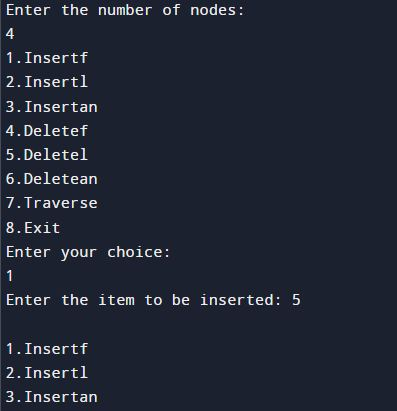 Enter the number of nodes:
4
1.Insertf
2.Insertl
3.Insertan
4.Deletef
5.Deletel
6.Deletean
7.Traverse
8.Exit
Enter your choice:
1
Enter the item to be inserted: 5
1.Insertf
2.Insertl
3.Insertan